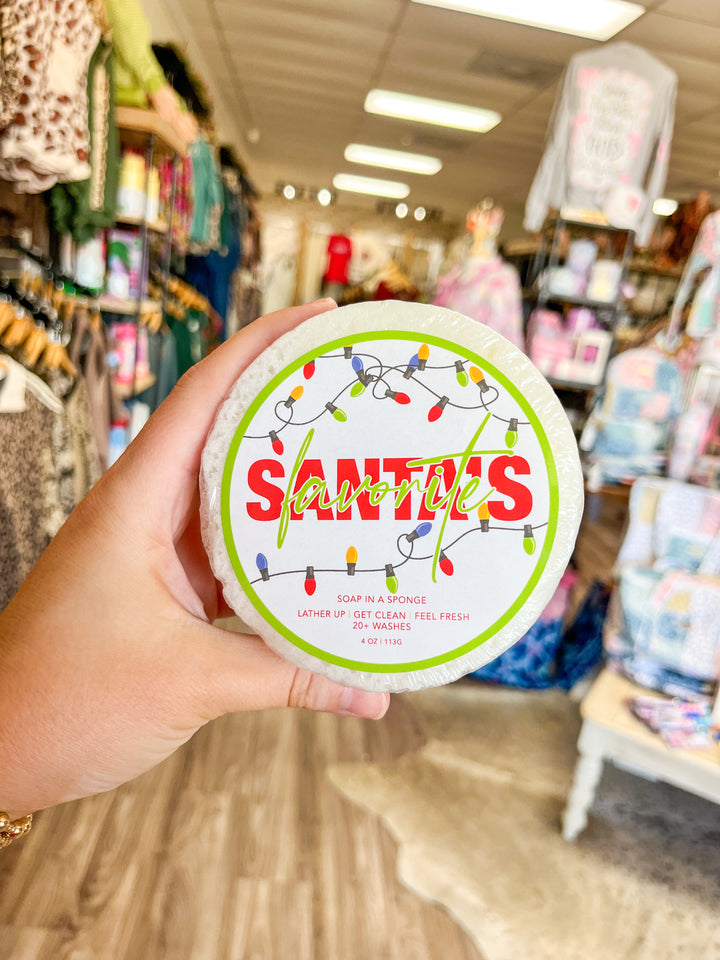 SANTA'S
favorite
SOAP IN A SPONGE
LATHER UP | GET CLEAN | FEEL FRESH
20+ WASHES
4 OZ | 113G